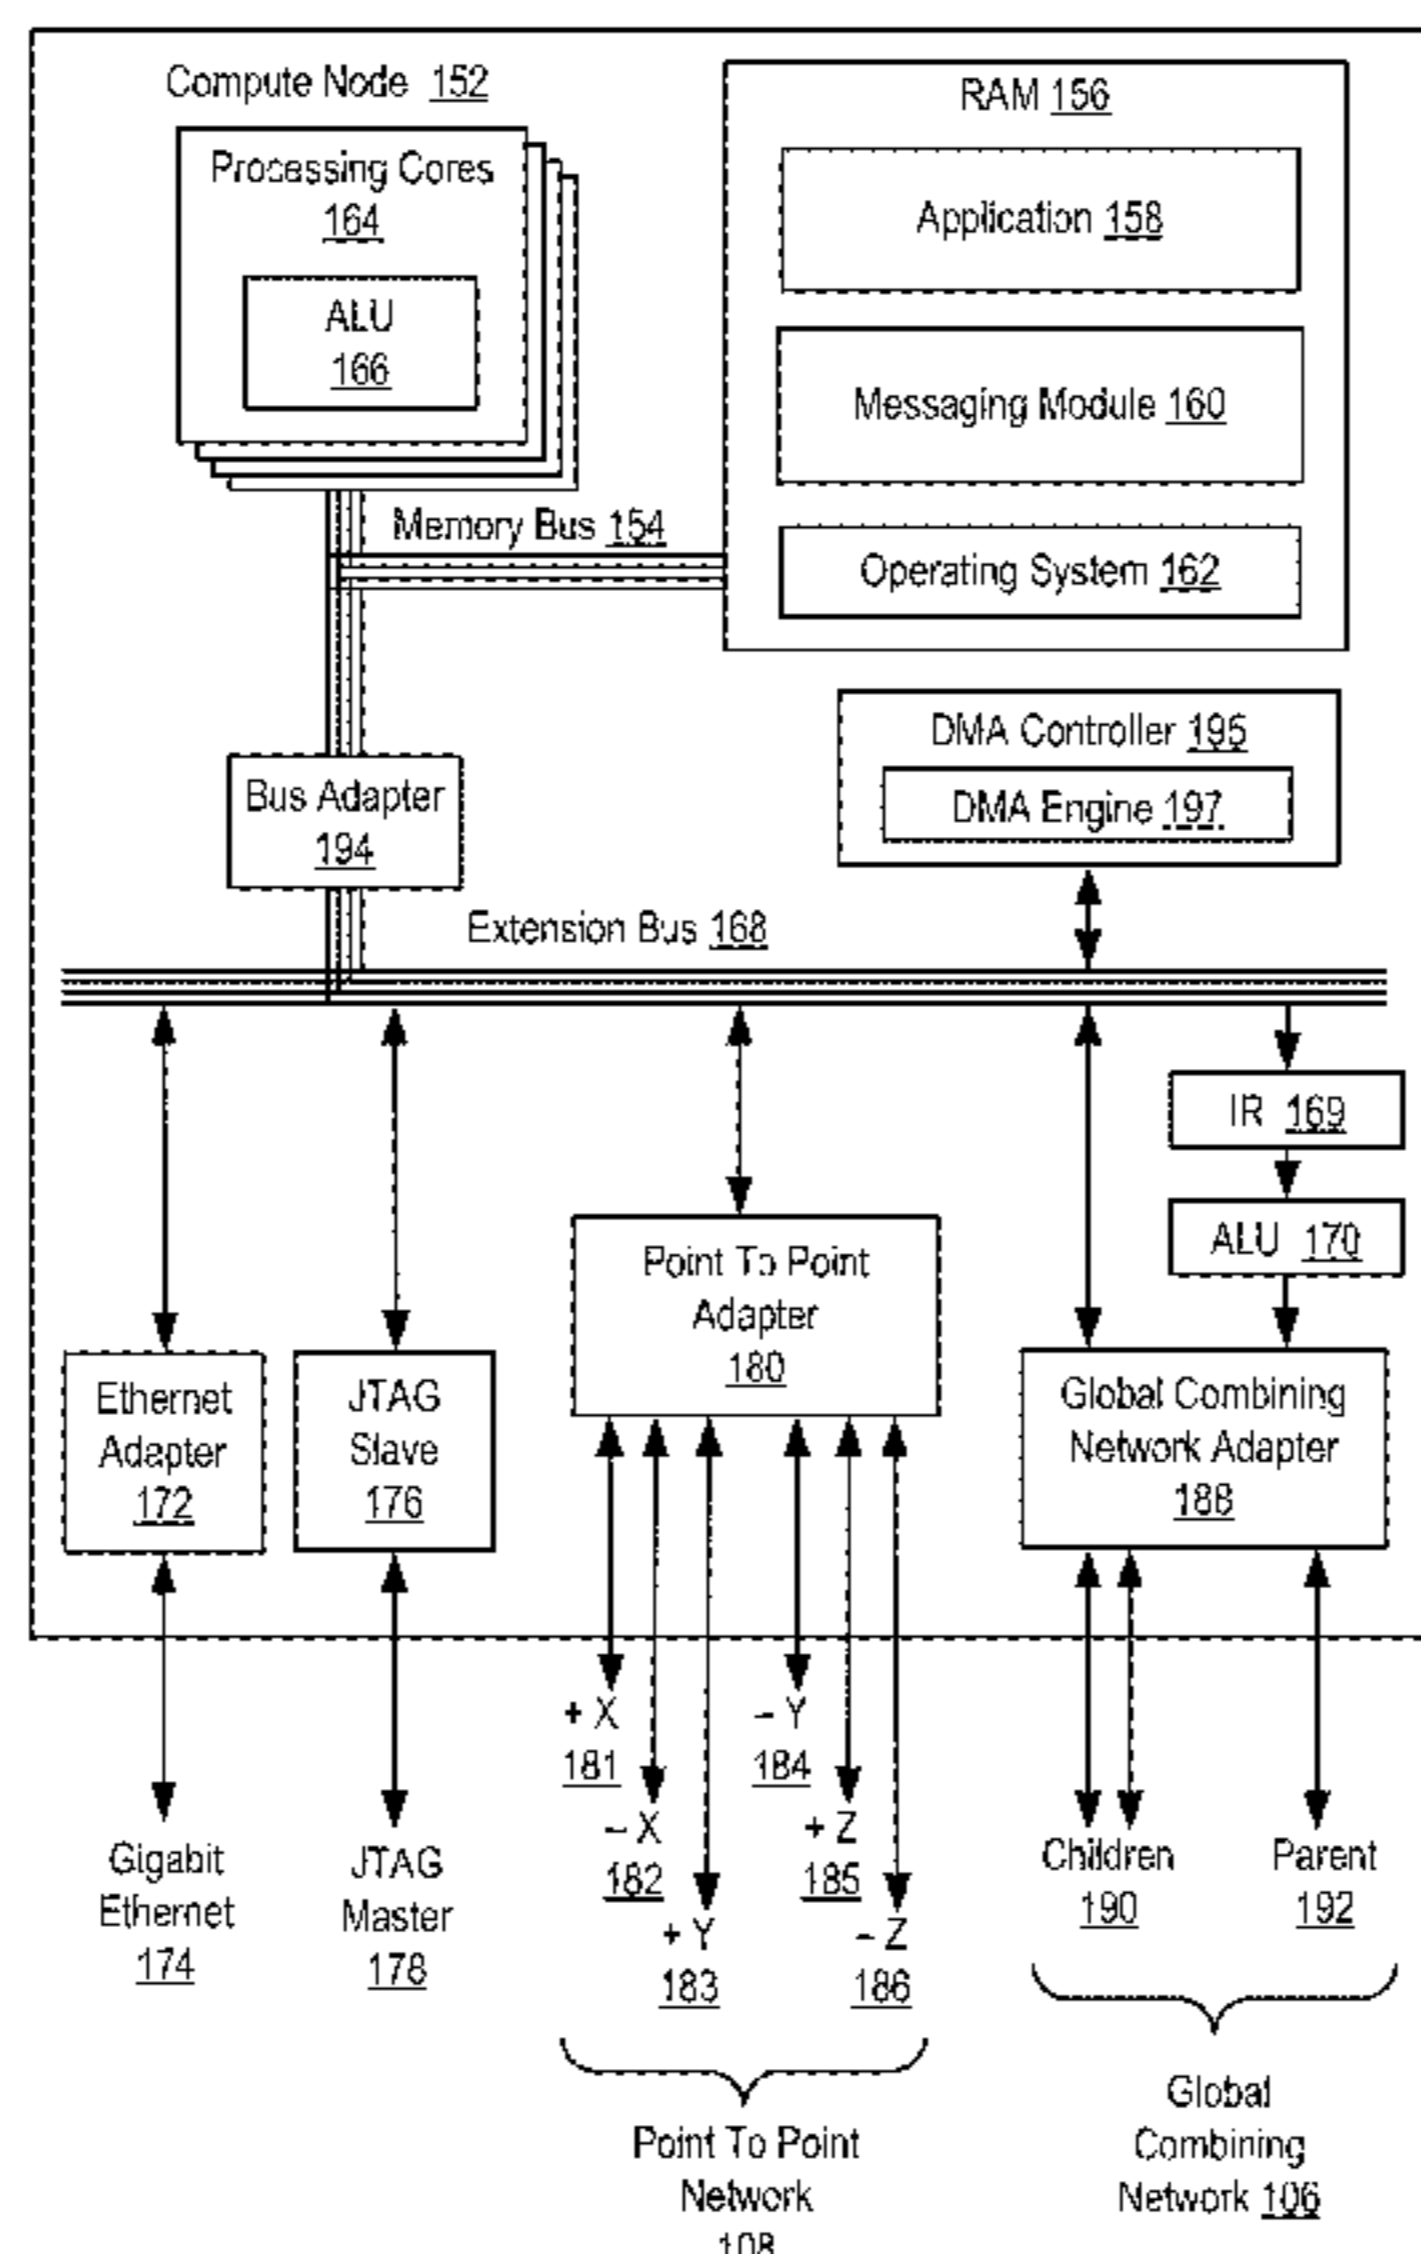 Compute Node 152
Processing Cores
164
ALU
166
RAM 156
Application 158
Messaging Module 160
Operating System 162
Memory Bus 154
DMA Controller 195
DMA Engine 197
Bus Adapter
194
Extension Bus 168
IR 169
ALU 170
Point To Point
Adapter
180
Ethernet
Adapter
172
JTAG
Slave
176
Global Combining
Network Adapter
188
+ X
181
– X
182
+ Y
183
– Y
184
+ Z
185
– Z
186
Gigabit
Ethernet
174
JTAG
Master
178
Children
190
Parent
192
Point To Point
Network
108
Global
Combining
Network 106